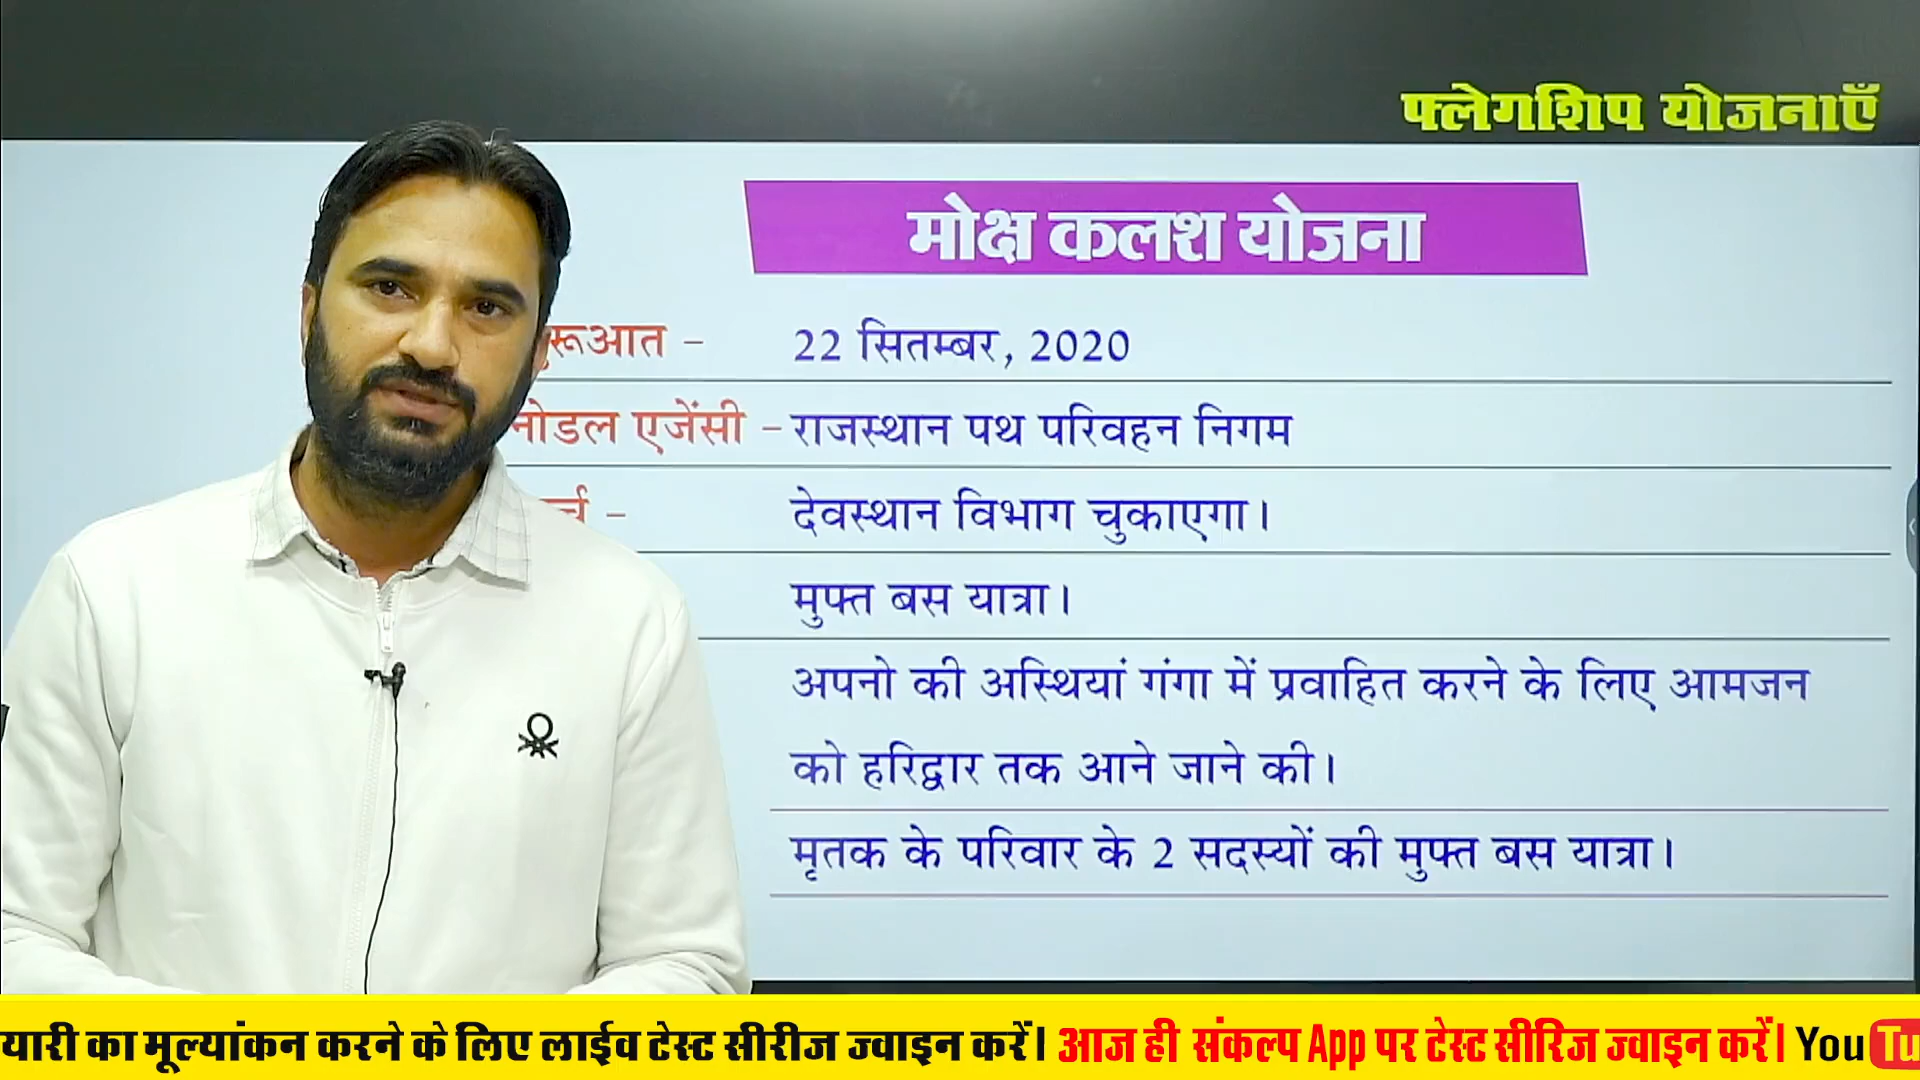 फ्लेगशिप योजनाएँ
मोक्ष कलश योजना
रूआत - 22 सितम्बर, 2020
नोडल एजेंसी - राजस्थान पथ परिवहन निगम
र्च - देवस्थान विभाग चुकाएगा।
मुफ्त बस यात्रा।
अपनो की अस्थियां गंगा में प्रवाहित करने के लिए आमजन
को हरिद्वार तक आने जाने की।
मृतक के परिवार के 2 सदस्यों की मुफ्त बस यात्रा।
यारी का मूल्यांकन करने के लिए लाईव टेस्ट सीरीज ज्वाइन करें। आज ही संकल्प App पर टेस्ट सीरिज ज्वाइन करें। You Tu